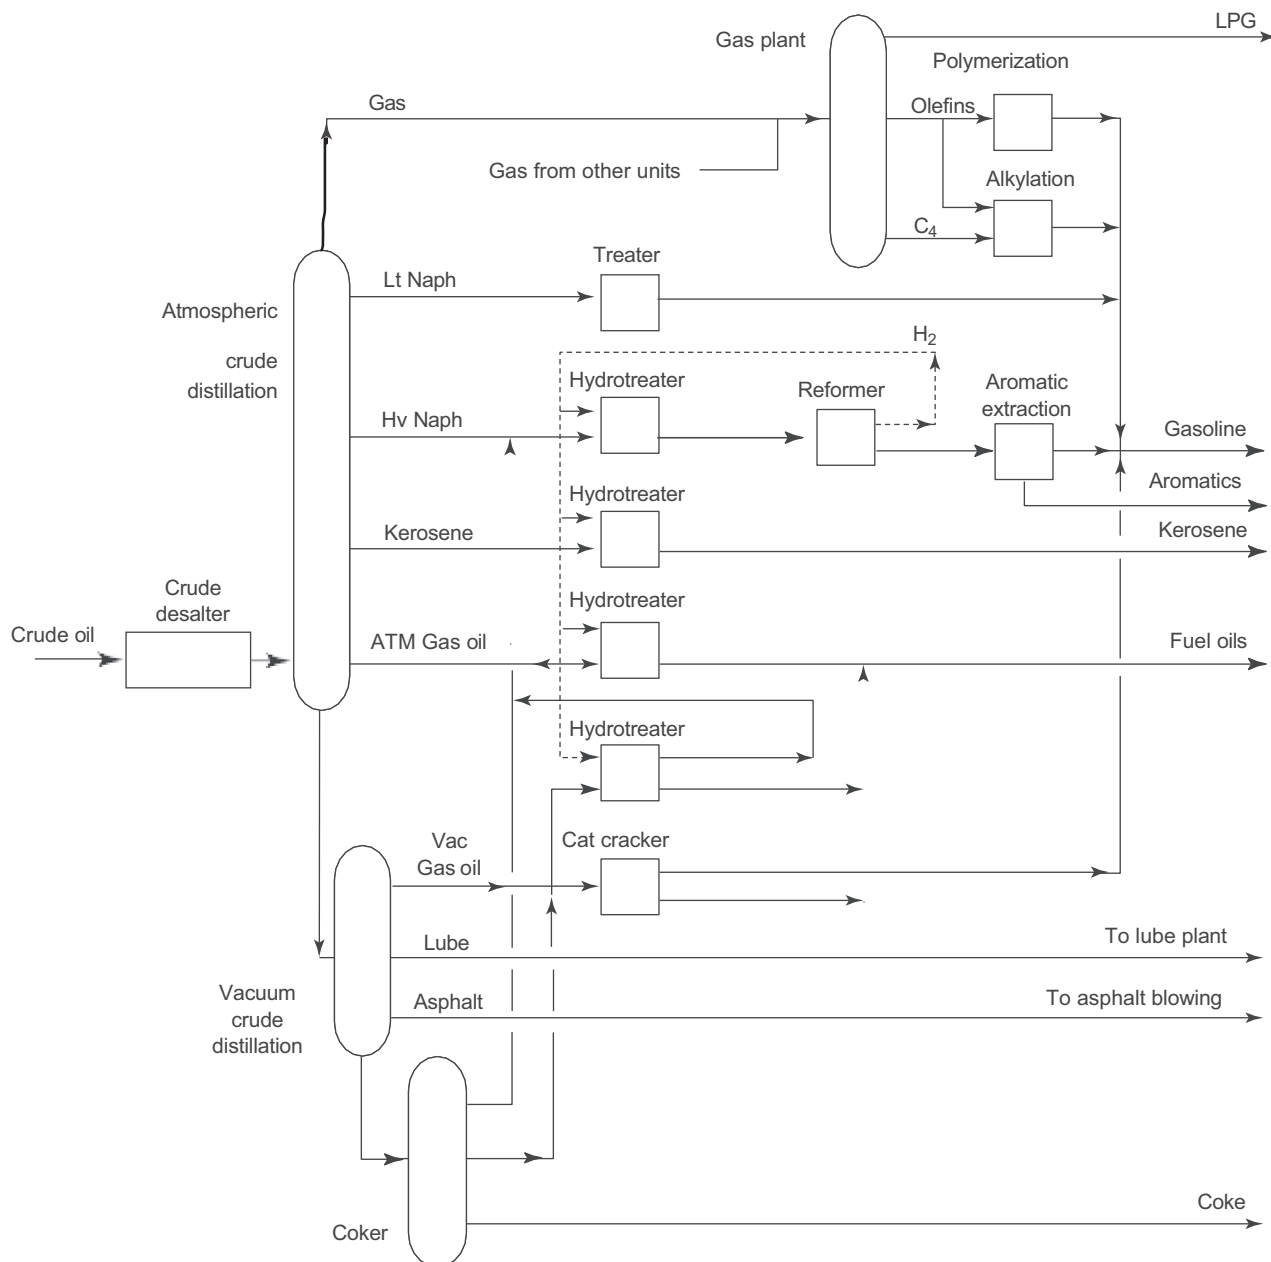 LPG
Gas plant
Polymerization
Gas
Olefins
Gas from other units
Alkylation
C4
Treater
Lt Naph
Atmospheric
crude
distillation
H2
Hydrotreater
Reformer
Aromatic
extraction
Hv Naph
Gasoline
Aromatics
Hydrotreater
Kerosene
Kerosene
Crude
desalter
Hydrotreater
Crude oil
ATM Gas oil
Fuel oils
Hydrotreater
Vac
Gas oil
Cat cracker
Lube
To lube plant
Vacuum
crude
distillation
Asphalt
To asphalt blowing
Coker
Coke